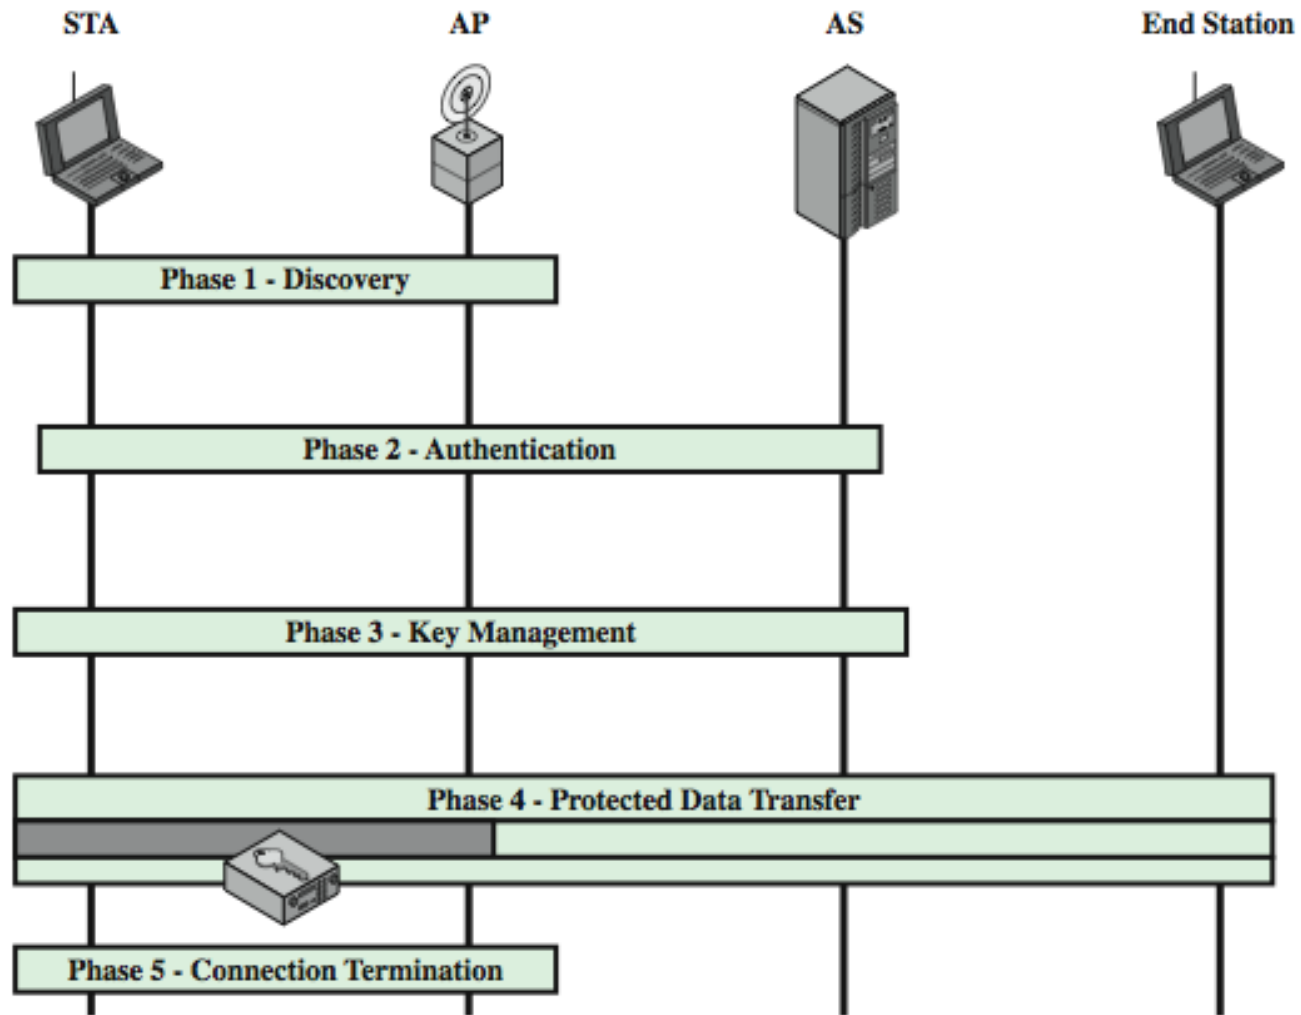 STA AP AS End Station
Phase 1 - Discovery
Phase 2 - Authentication
Phase 3 - Key Management
Phase 4 - Protected Data Transfer
Phase 5 - Connection Termination